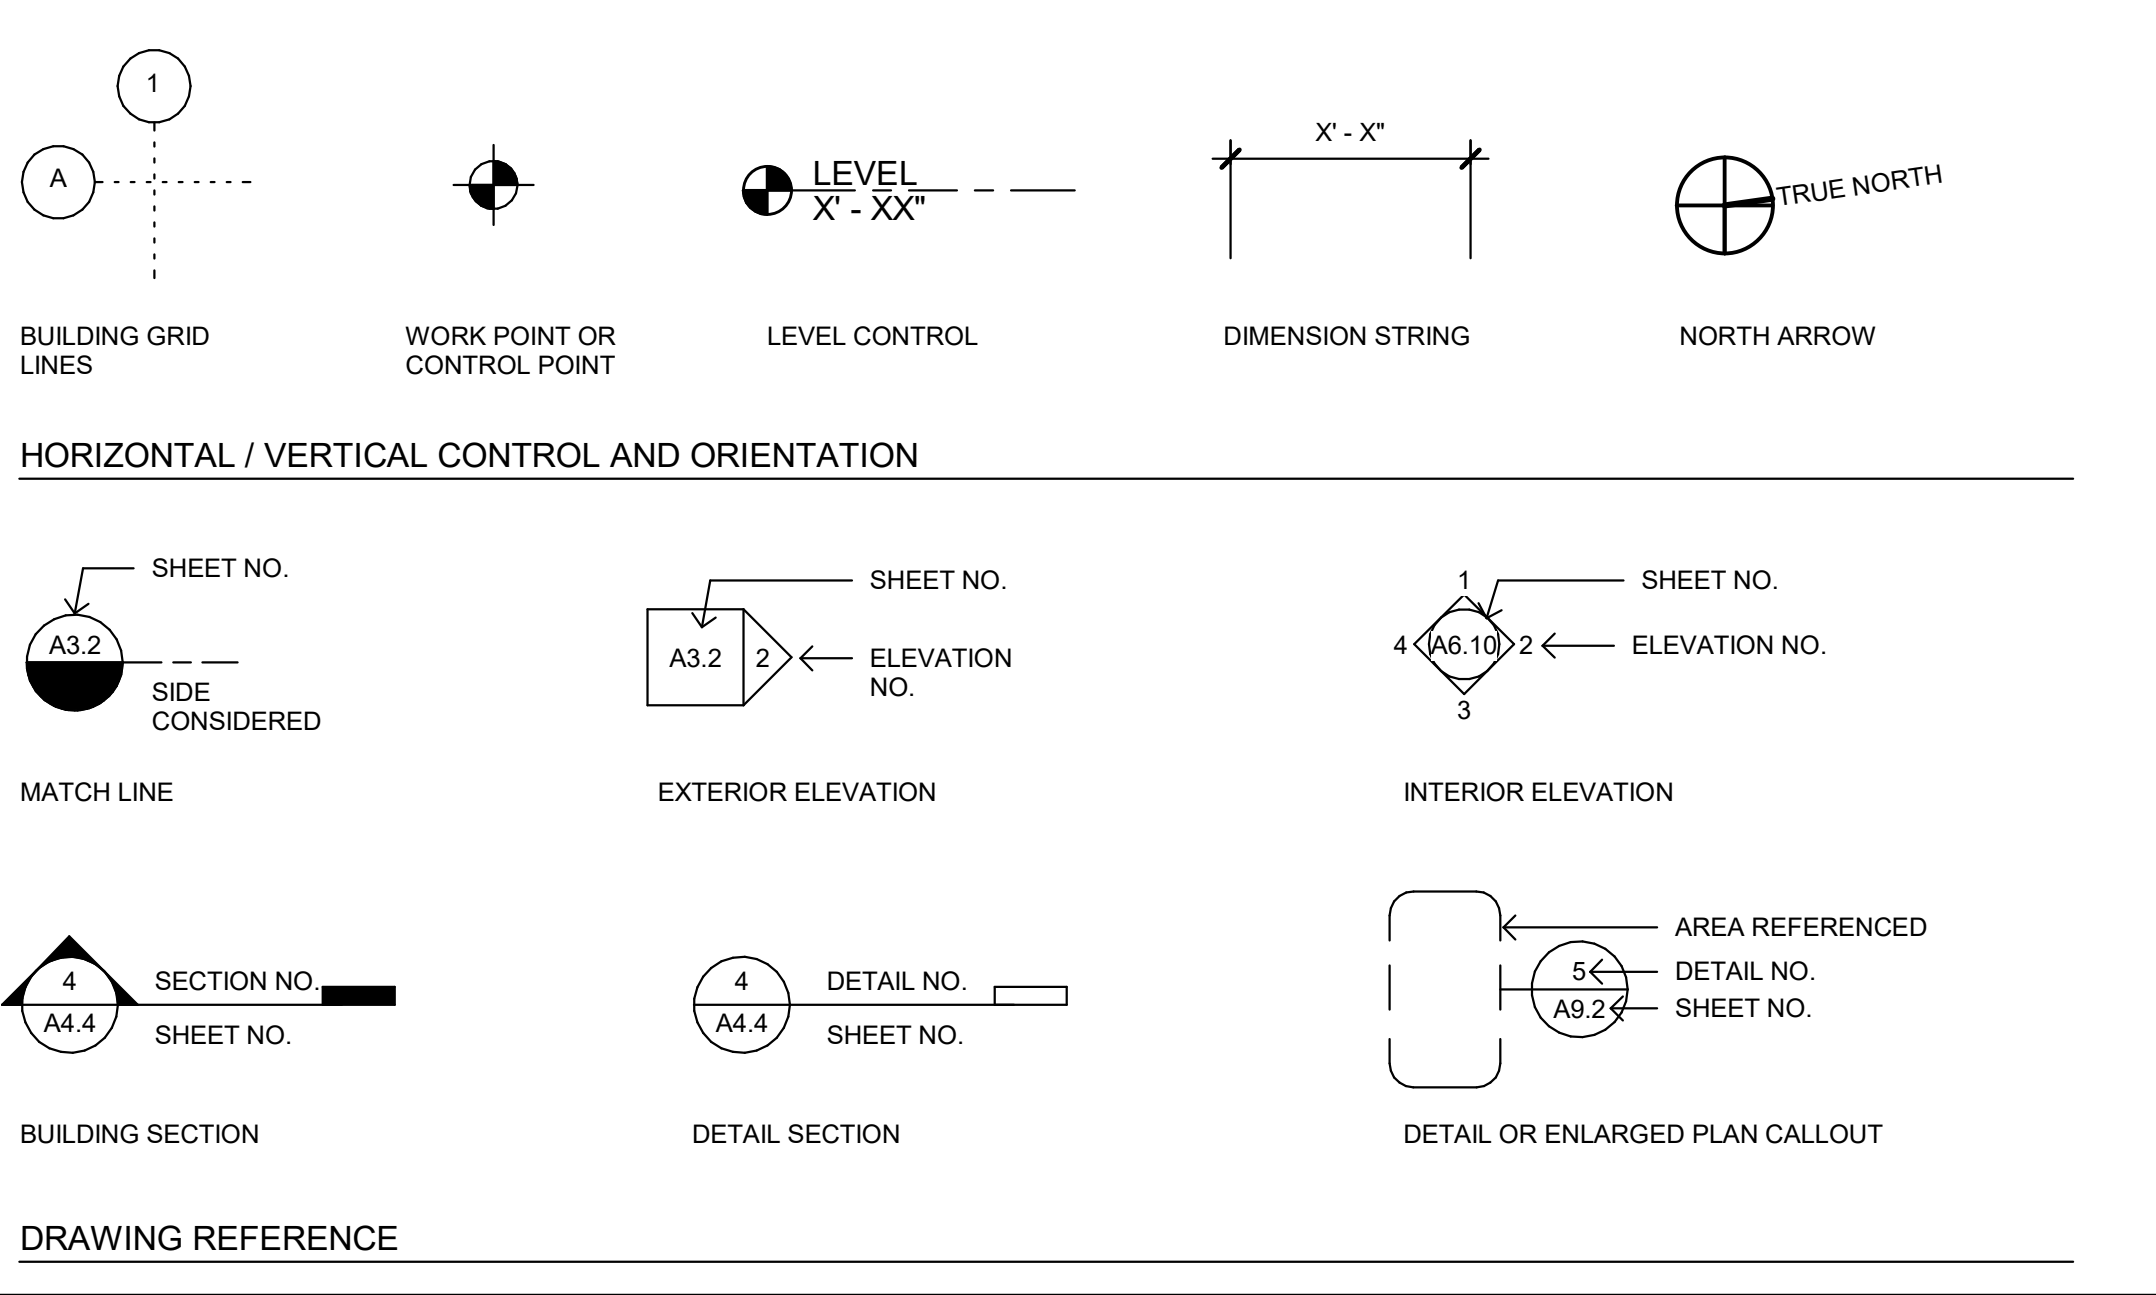 1
A
LEVEL
X' - XX"
X' - X"
TRUE NORTH
BUILDING GRID
LINES
WORK POINT OR
CONTROL POINT
LEVEL CONTROL
DIMENSION STRING
NORTH ARROW
HORIZONTAL / VERTICAL CONTROL AND ORIENTATION
SHEET NO.
A3.2
SIDE
CONSIDERED
MATCH LINE
SHEET NO.
A3.2
2
ELEVATION
NO.
EXTERIOR ELEVATION
1
SHEET NO.
4
A6.10
2
ELEVATION NO.
3
INTERIOR ELEVATION
4
SECTION NO.
A4.4
SHEET NO.
BUILDING SECTION
4
DETAIL NO.
A4.4
SHEET NO.
DETAIL SECTION
AREA REFERENCED
5
DETAIL NO.
A9.2
SHEET NO.
DETAIL OR ENLARGED PLAN CALLOUT
DRAWING REFERENCE